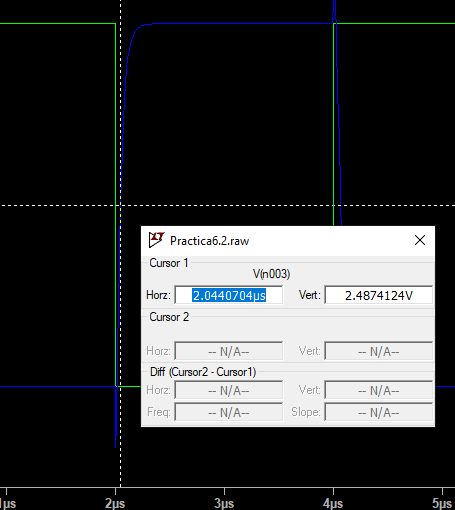 Practica6.2.raw
Cursor 1
V(n003)
Horz: 2.0440704µs Vert: 2.4874124V
Cursor 2
Horz: -- N/A-- Vert: -- N/A--
Diff (Cursor2 - Cursor1)
Horz: -- N/A-- Vert: -- N/A--
Freq: -- N/A-- Slope: -- N/A--
1µs 2µs 3µs 4µs 5µs